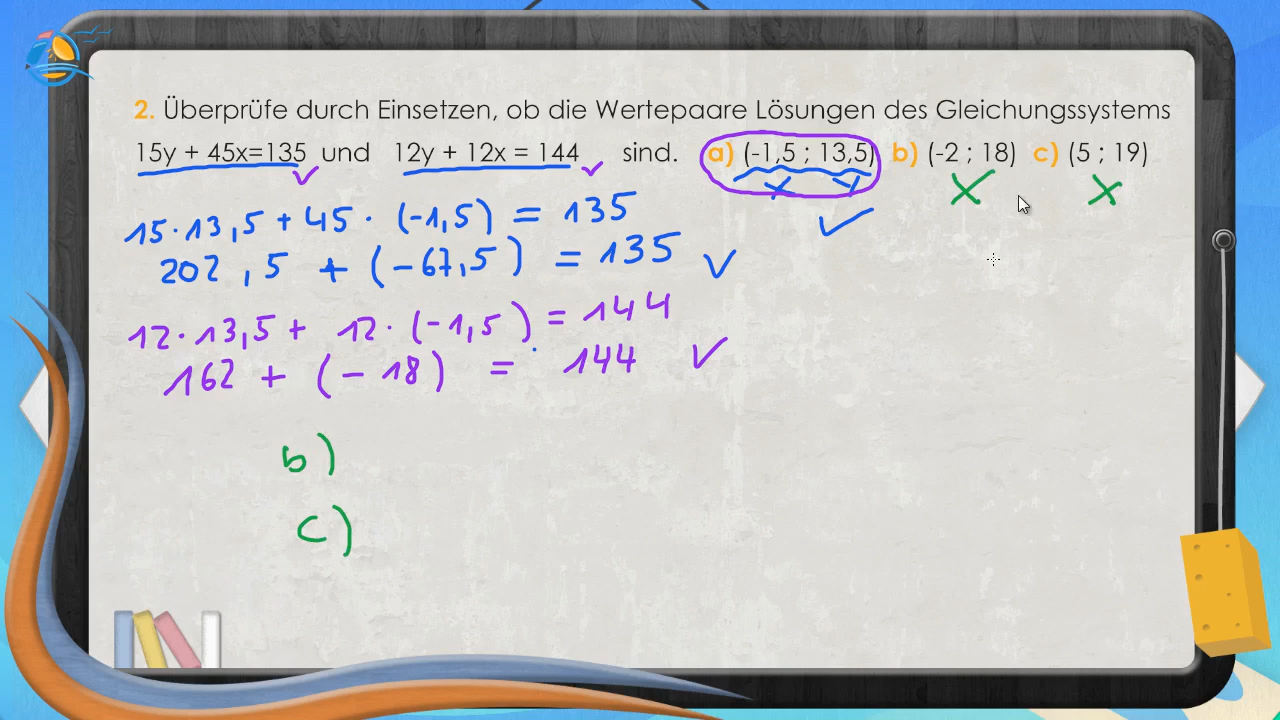 2. Überprüfe durch Einsetzen, ob die Wertepaare Lösungen des Gleichungssystems
15y + 45x=135 und 12y + 12x = 144 sind. a) (-1,5 ; 13,5) b) (-2 ; 18) c) (5 ; 19)
x y
15·13,5 + 45 · (-1,5) = 135
202,5 + (-67,5) = 135 ✓
12·13,5 + 12·(-1,5) = 144
162 + (-18) = 144 ✓
b)
c)